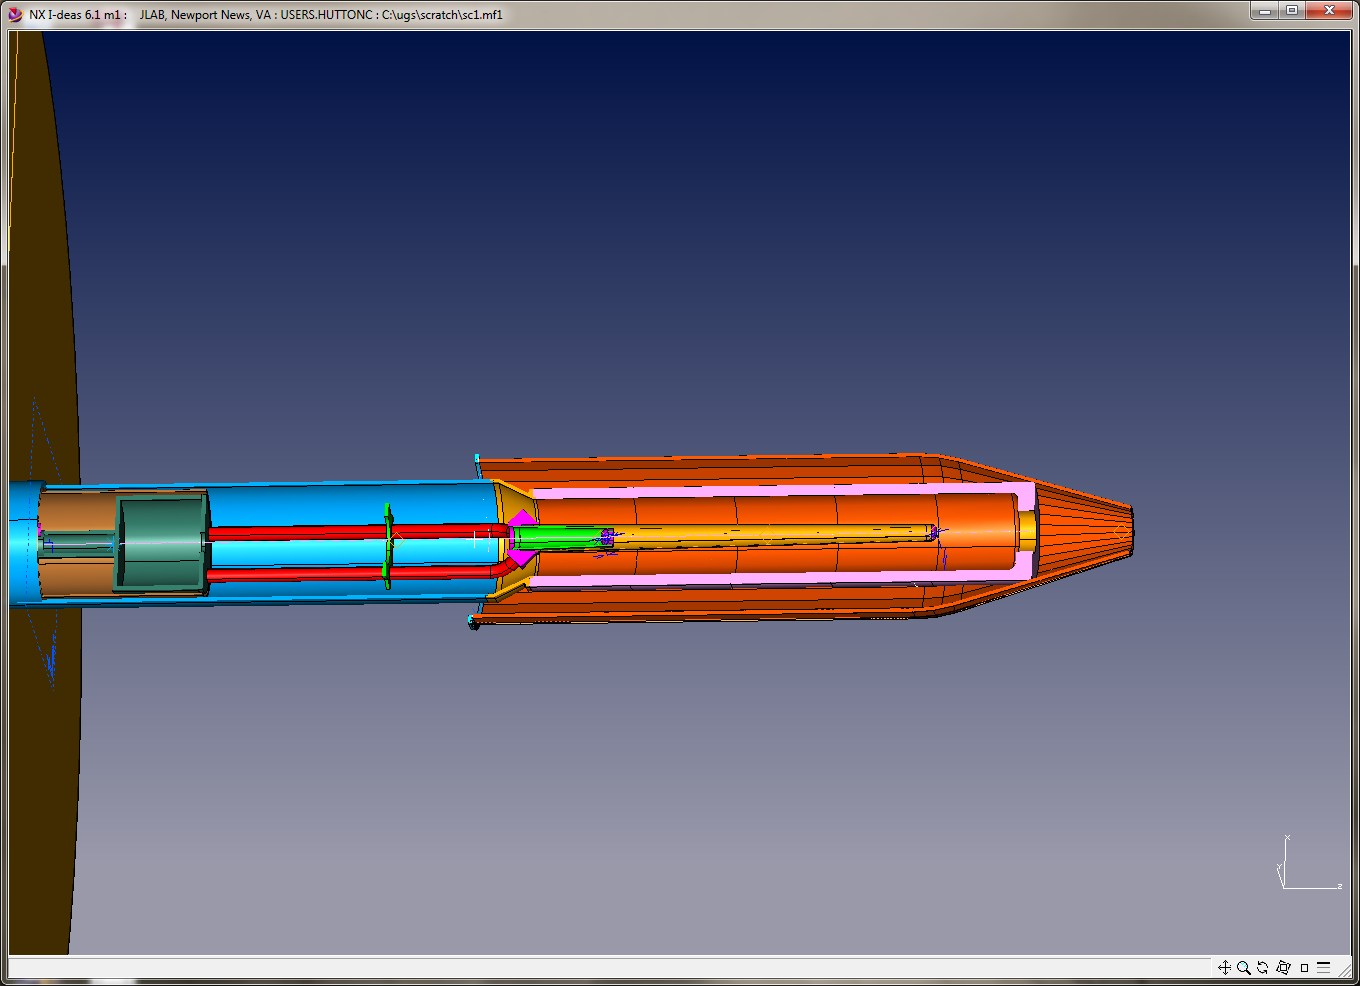 NX I-deas 6.1 m1 :    JLAB, Newport News, VA : USERS.HUTTONC : C:\ugs\scratch\sc1.mf1
X
Y
Z